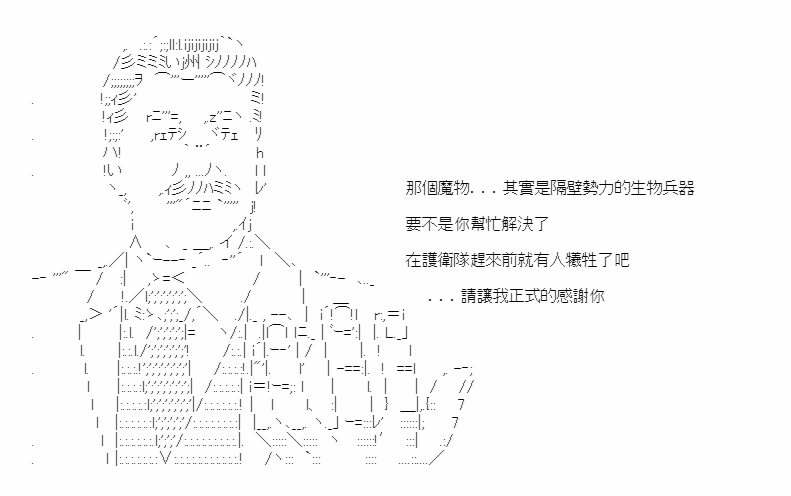 那個魔物．．．其實是隔壁勢力的生物兵器
要不是你幫忙解決了
在護衛隊趕來前就有人犧牲了吧
．．．請讓我正式的感謝你